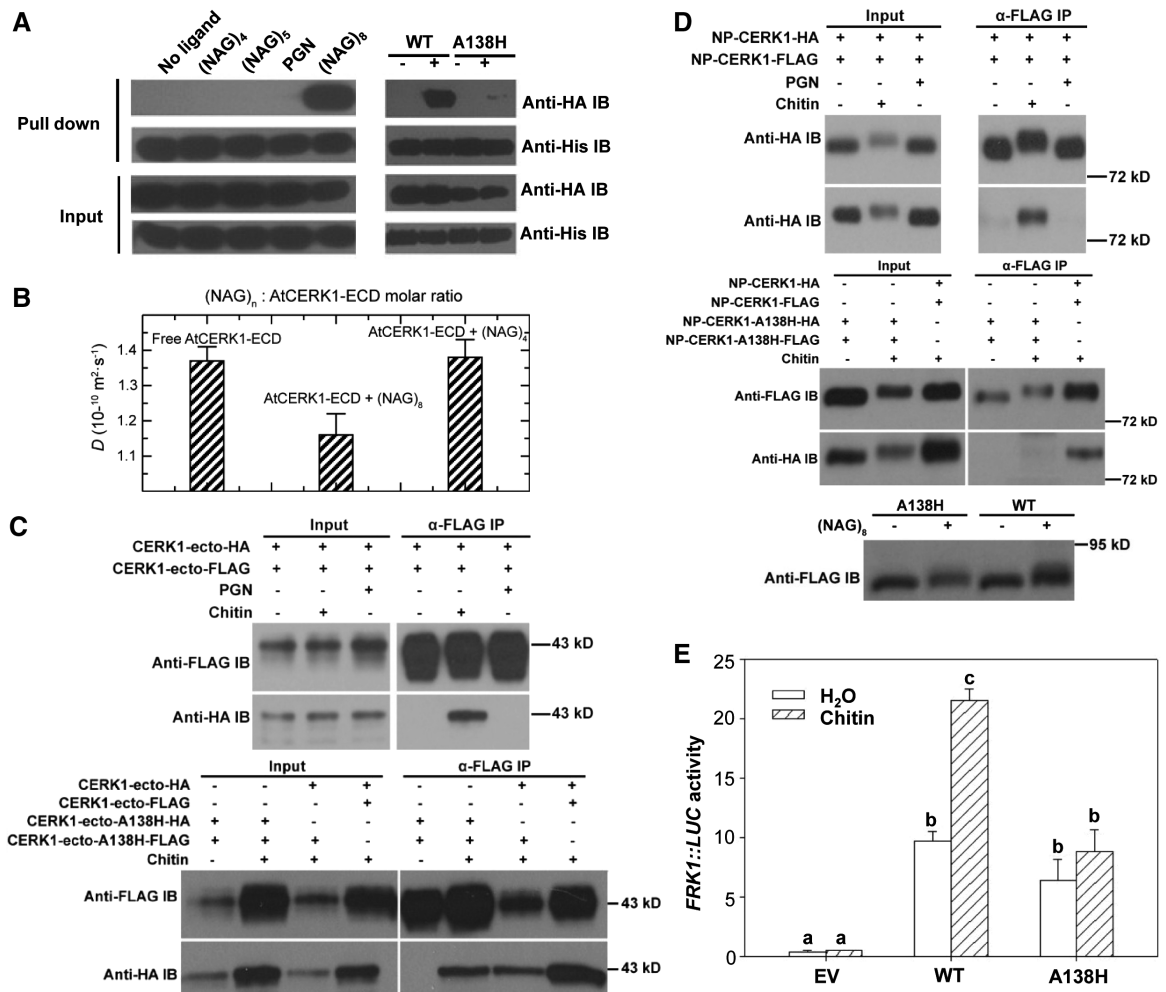 A
No ligand
(NAG)4
(NAG)5
PGN
(NAG)8
WT A138H
- + - +
Pull down
Anti-HA IB
Anti-His IB
Input
Anti-HA IB
Anti-His IB
B
(NAG)n : AtCERK1-ECD molar ratio
D (10-10 m2·s-1)
1.4
1.3
1.2
1.1
Free AtCERK1-ECD
AtCERK1-ECD + (NAG)8
AtCERK1-ECD + (NAG)4
C
Input α-FLAG IP
CERK1-ecto-HA + + + + + +
CERK1-ecto-FLAG + + + + + +
PGN - - + - - +
Chitin - + - - + -
Anti-FLAG IB
43 kD
Anti-HA IB
43 kD
Input α-FLAG IP
CERK1-ecto-HA - - + + - - + +
CERK1-ecto-FLAG - - - + - - - +
CERK1-ecto-A138H-HA + + - - + + - -
CERK1-ecto-A138H-FLAG + + + - + + + -
Chitin - + + + - + + +
Anti-FLAG IB
43 kD
Anti-HA IB
43 kD
D
Input α-FLAG IP
NP-CERK1-HA + + + + + +
NP-CERK1-FLAG + + + + + +
PGN - - + - - +
Chitin - + - - + -
Anti-HA IB
72 kD
Anti-HA IB
72 kD
Input α-FLAG IP
NP-CERK1-HA - - + - - +
NP-CERK1-FLAG - - + - - +
NP-CERK1-A138H-HA + + - + + -
NP-CERK1-A138H-FLAG + + - + + -
Chitin - + + - + +
Anti-FLAG IB
72 kD
Anti-HA IB
72 kD
A138H WT
(NAG)8 - + - +
95 kD
Anti-FLAG IB
E
FRK1::LUC activity
25
20
15
10
5
0
H2O
Chitin
a a b c b b
EV WT A138H